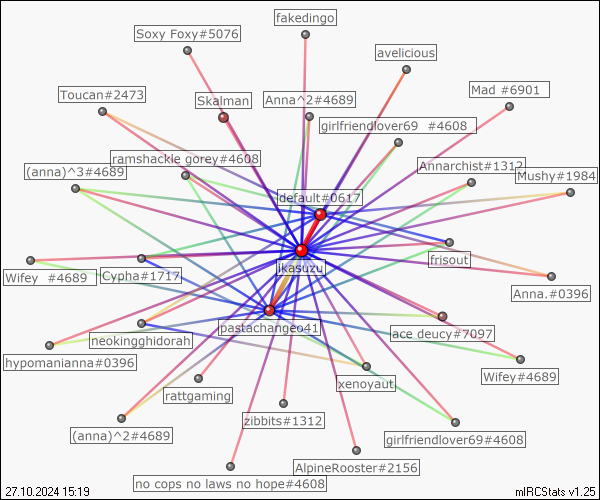 fakedingo
Soxy Foxy#5076
avelicious
Mad #6901
Toucan#2473
Skalman
Anna^2#4689
girlfriendlover69 #4608
ramshackle gorey#4608
Annarchist#1312
(anna)^3#4689
Mushy#1984
default#0617
frisout
Ikasuzu
Wifey #4689
Cypha#1717
Anna.#0396
pastachangeo41
neokingghidorah
ace deucy#7097
hypomanianna#0396
Wifey#4689
xenoyaut
rattgaming
zibbits#1312
(anna)^2#4689
girlfriendlover69#4608
AlpineRooster#2156
no cops no laws no hope#4608
27.10.2024 15:19
mIRCStats v1.25